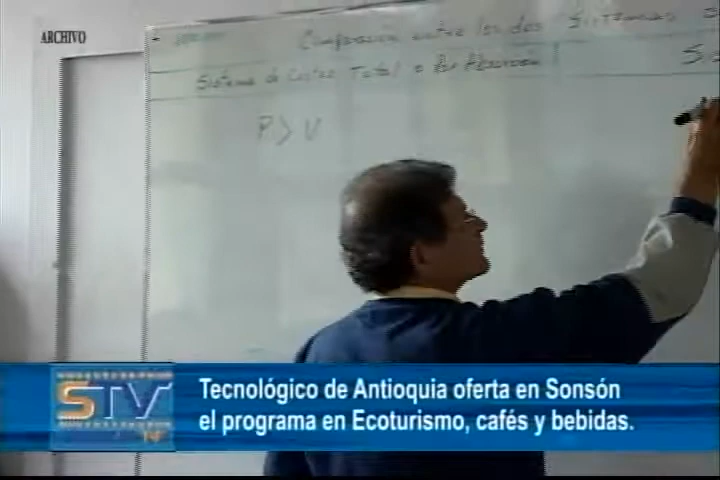 ARCHIVO
Comparación entre los dos Sistemas
Sistema de Costeo Total o Por Absorción
P > V
STV
Tecnológico de Antioquia oferta en Sonsón
el programa en Ecoturismo, cafés y bebidas.